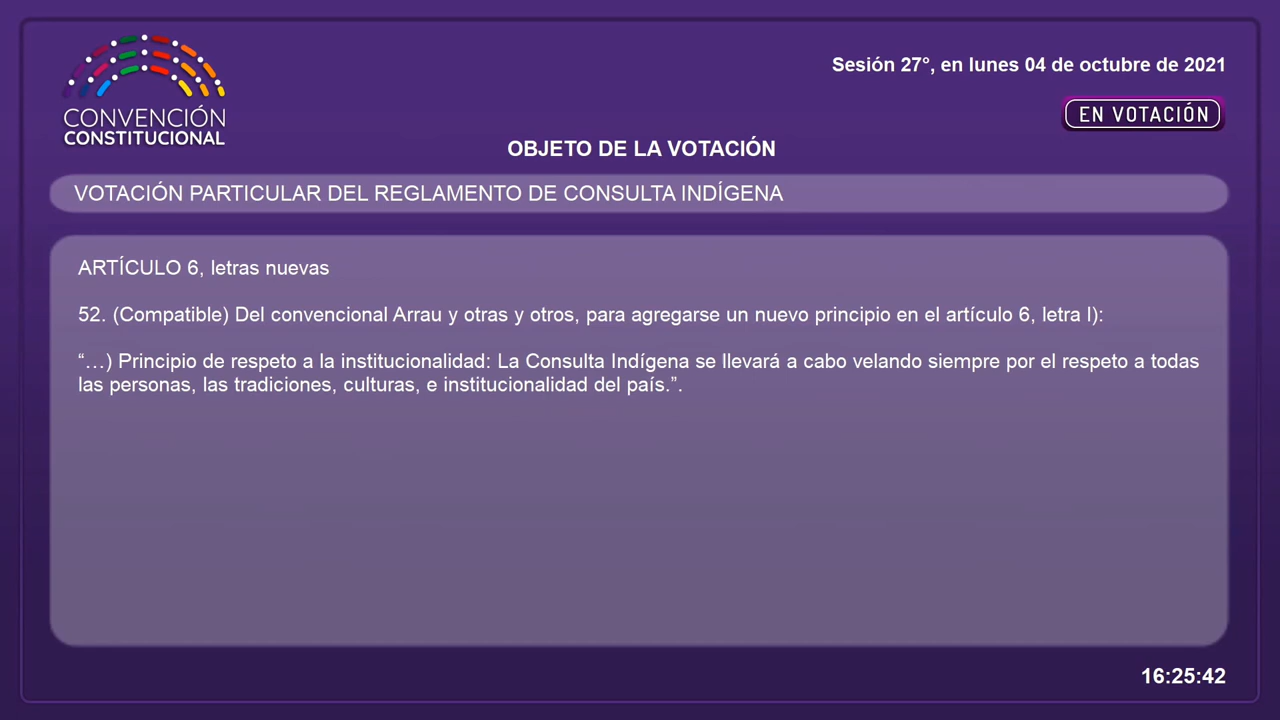 CONVENCIÓN
CONSTITUCIONAL
Sesión 27°, en lunes 04 de octubre de 2021
EN VOTACIÓN
OBJETO DE LA VOTACIÓN
VOTACIÓN PARTICULAR DEL REGLAMENTO DE CONSULTA INDÍGENA
ARTÍCULO 6, letras nuevas
52. (Compatible) Del convencional Arrau y otras y otros, para agregarse un nuevo principio en el artículo 6, letra l):
“…) Principio de respeto a la institucionalidad: La Consulta Indígena se llevará a cabo velando siempre por el respeto a todas
las personas, las tradiciones, culturas, e institucionalidad del país.”.
16:25:42